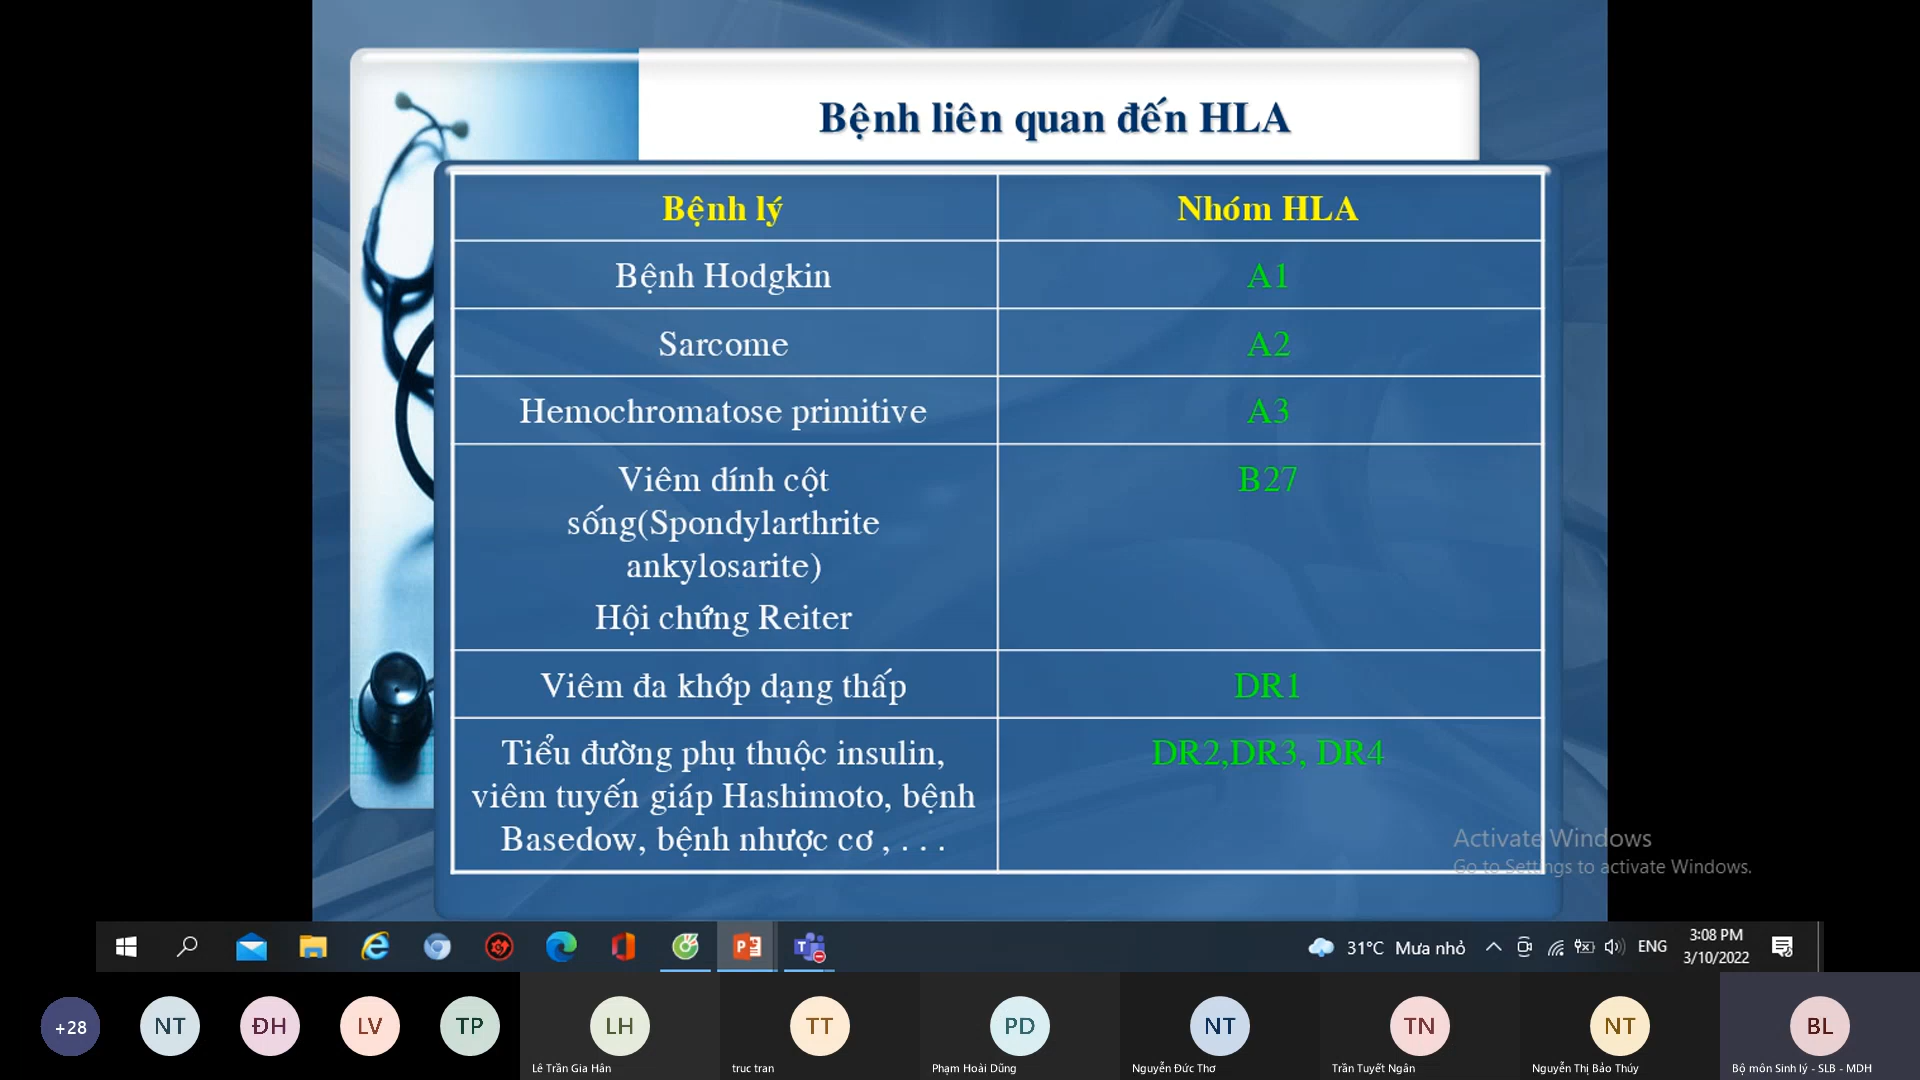 Bệnh liên quan đến HLA
Bệnh lý
Nhóm HLA
Bệnh Hodgkin
A1
Sarcome
A2
Hemochromatose primitive
A3
Viêm dính cột
sống(Spondylarthrite
ankylosarite)
Hội chứng Reiter
B27
Viêm đa khớp dạng thấp
DR1
Tiểu đường phụ thuộc insulin,
viêm tuyến giáp Hashimoto, bệnh
Basedow, bệnh nhược cơ , . . .
DR2,DR3, DR4
Activate Windows
Go to Settings to activate Windows.
31°C Mưa nhỏ
ENG
3:08 PM
3/10/2022
+28
NT
ĐH
LV
TP
LH
TT
PD
NT
TN
NT
BL
Lê Trần Gia Hân
truc tran
Phạm Hoài Dũng
Nguyễn Đức Thơ
Trần Tuyết Ngân
Nguyễn Thị Bảo Thúy
Bộ môn Sinh lý - SLB - MDH